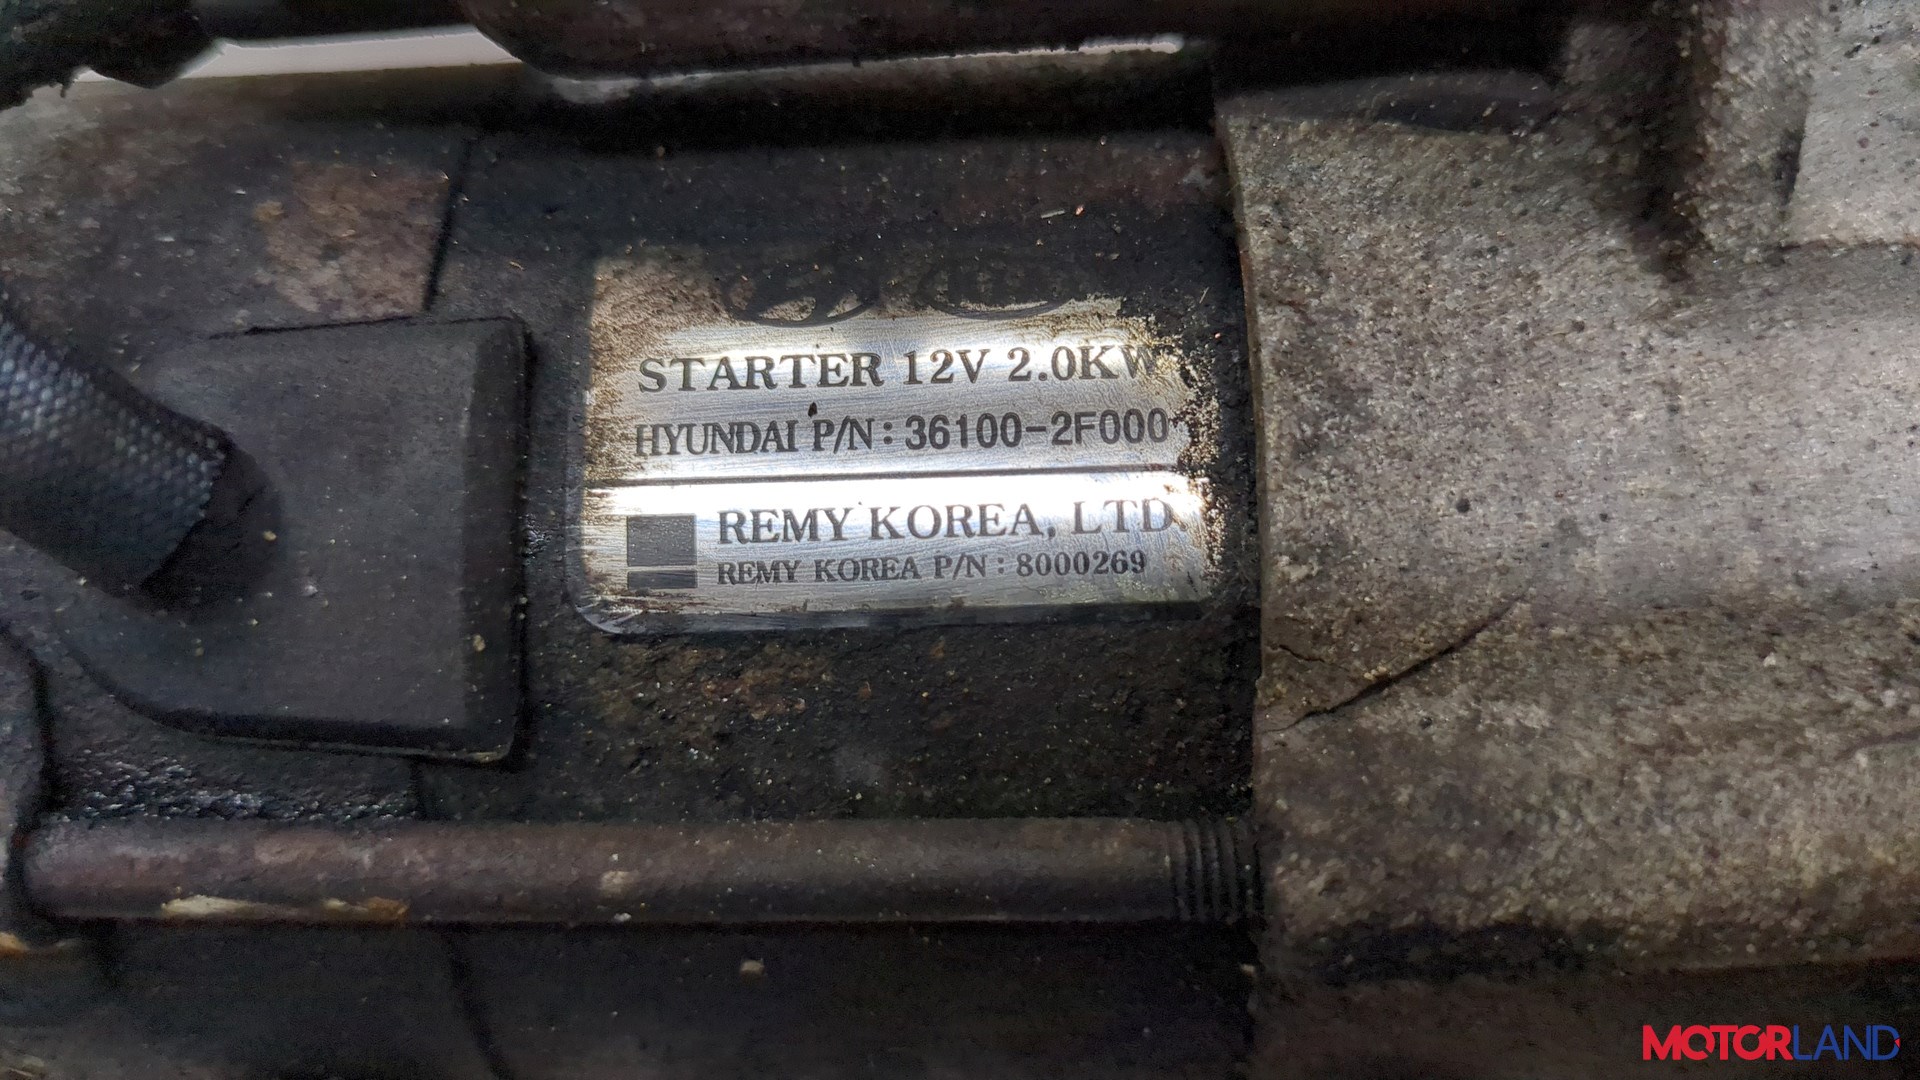 STARTER 12V 2.0KW
HYUNDAI P/N: 36100-2F000
REMY KOREA, LTD.
REMY KOREA P/N : 8000269
MOTORLAND